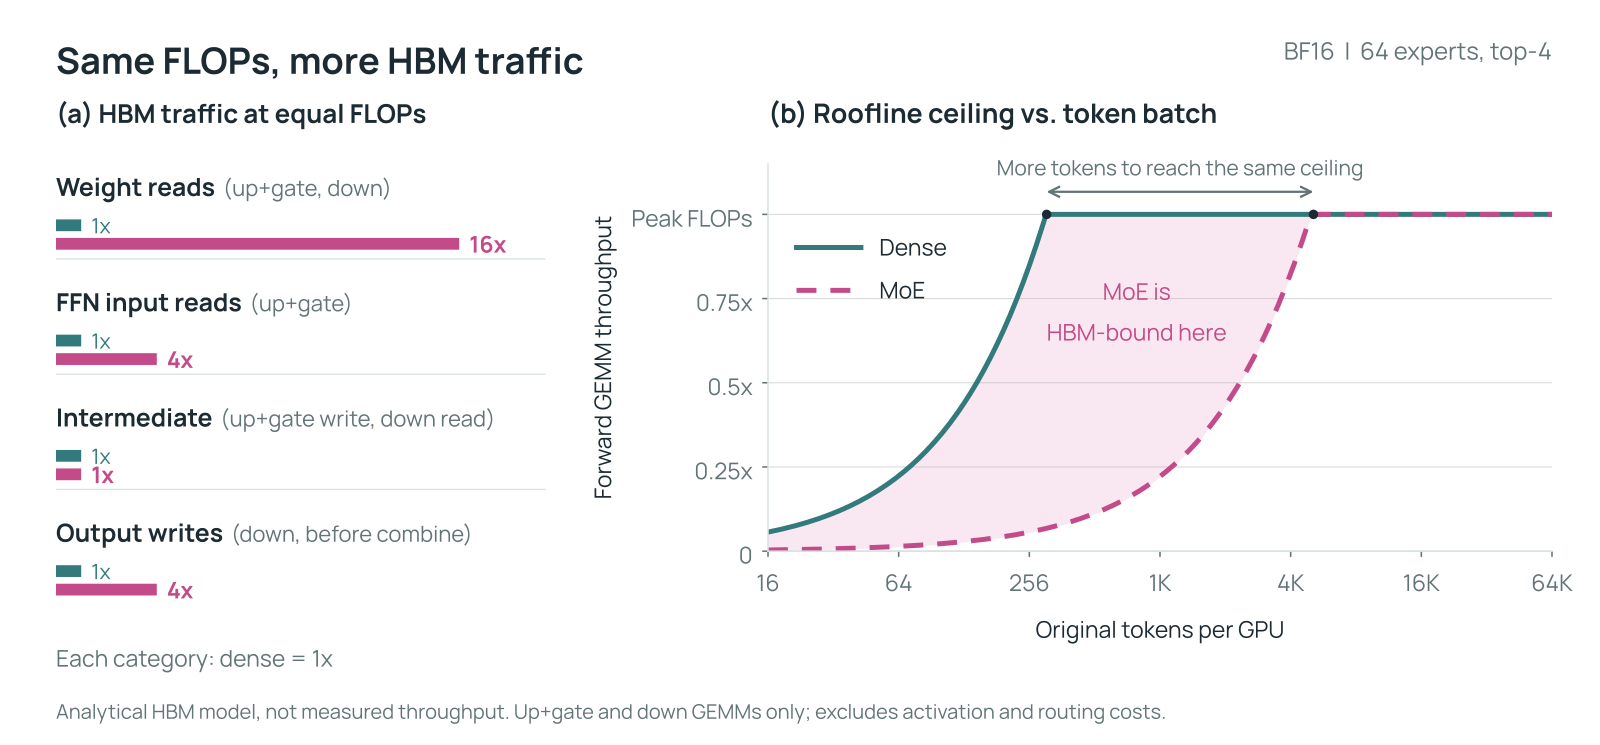 Same FLOPs, more HBM traffic
BF16 | 64 experts, top-4
(a) HBM traffic at equal FLOPs
Weight reads (up+gate, down)
1x
16x
FFN input reads (up+gate)
1x
4x
Intermediate (up+gate write, down read)
1x
1x
Output writes (down, before combine)
1x
4x
Each category: dense = 1x
(b) Roofline ceiling vs. token batch
More tokens to reach the same ceiling
Forward GEMM throughput
Peak FLOPs
0.75x
0.5x
0.25x
0
Dense
MoE
MoE is
HBM-bound here
16 64 256 1K 4K 16K 64K
Original tokens per GPU
Analytical HBM model, not measured throughput. Up+gate and down GEMMs only; excludes activation and routing costs.